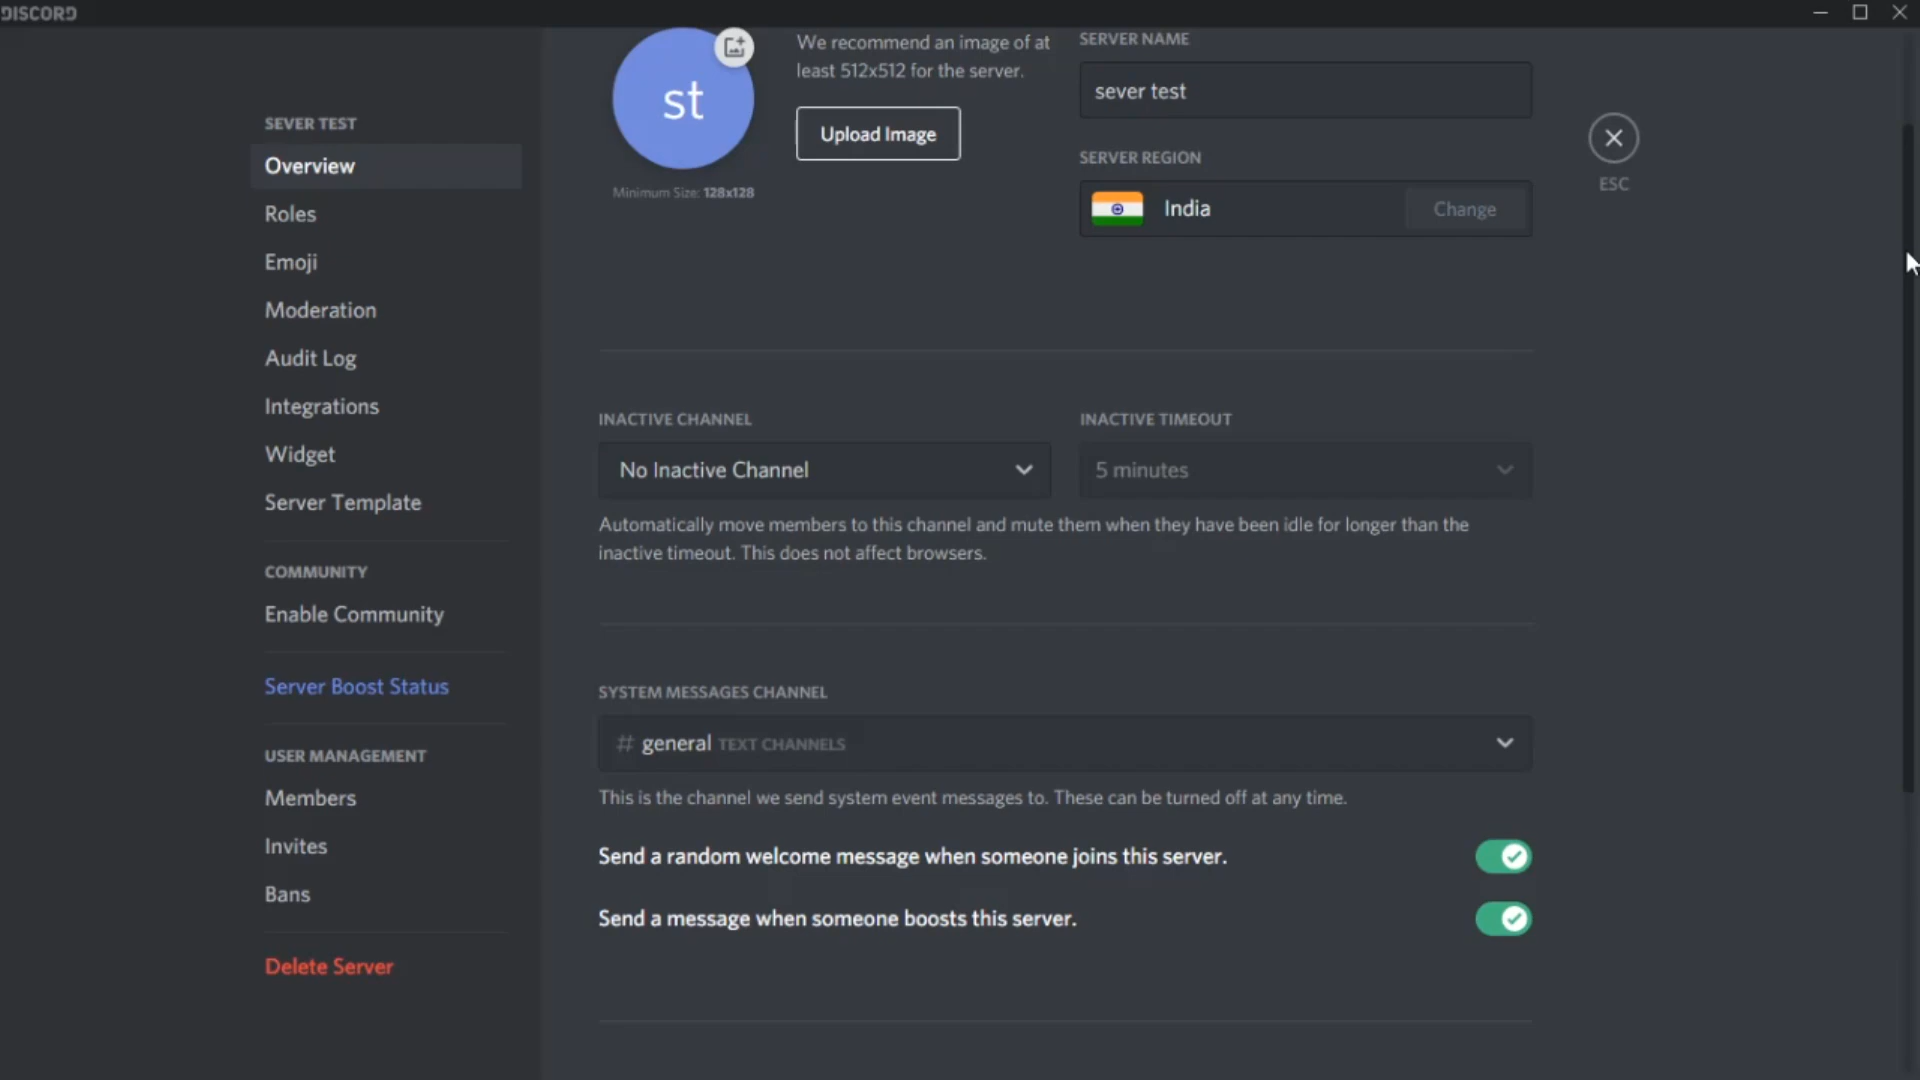 DISCORD
SEVER TEST
Overview
Roles
Emoji
Moderation
Audit Log
Integrations
Widget
Server Template
COMMUNITY
Enable Community
Server Boost Status
USER MANAGEMENT
Members
Invites
Bans
Delete Server
st
Minimum Size: 128x128
We recommend an image of at
least 512x512 for the server.
Upload Image
SERVER NAME
sever test
SERVER REGION
India
Change
ESC
INACTIVE CHANNEL
No Inactive Channel
INACTIVE TIMEOUT
5 minutes
Automatically move members to this channel and mute them when they have been idle for longer than the
inactive timeout. This does not affect browsers.
SYSTEM MESSAGES CHANNEL
# general TEXT CHANNELS
This is the channel we send system event messages to. These can be turned off at any time.
Send a random welcome message when someone joins this server.
Send a message when someone boosts this server.